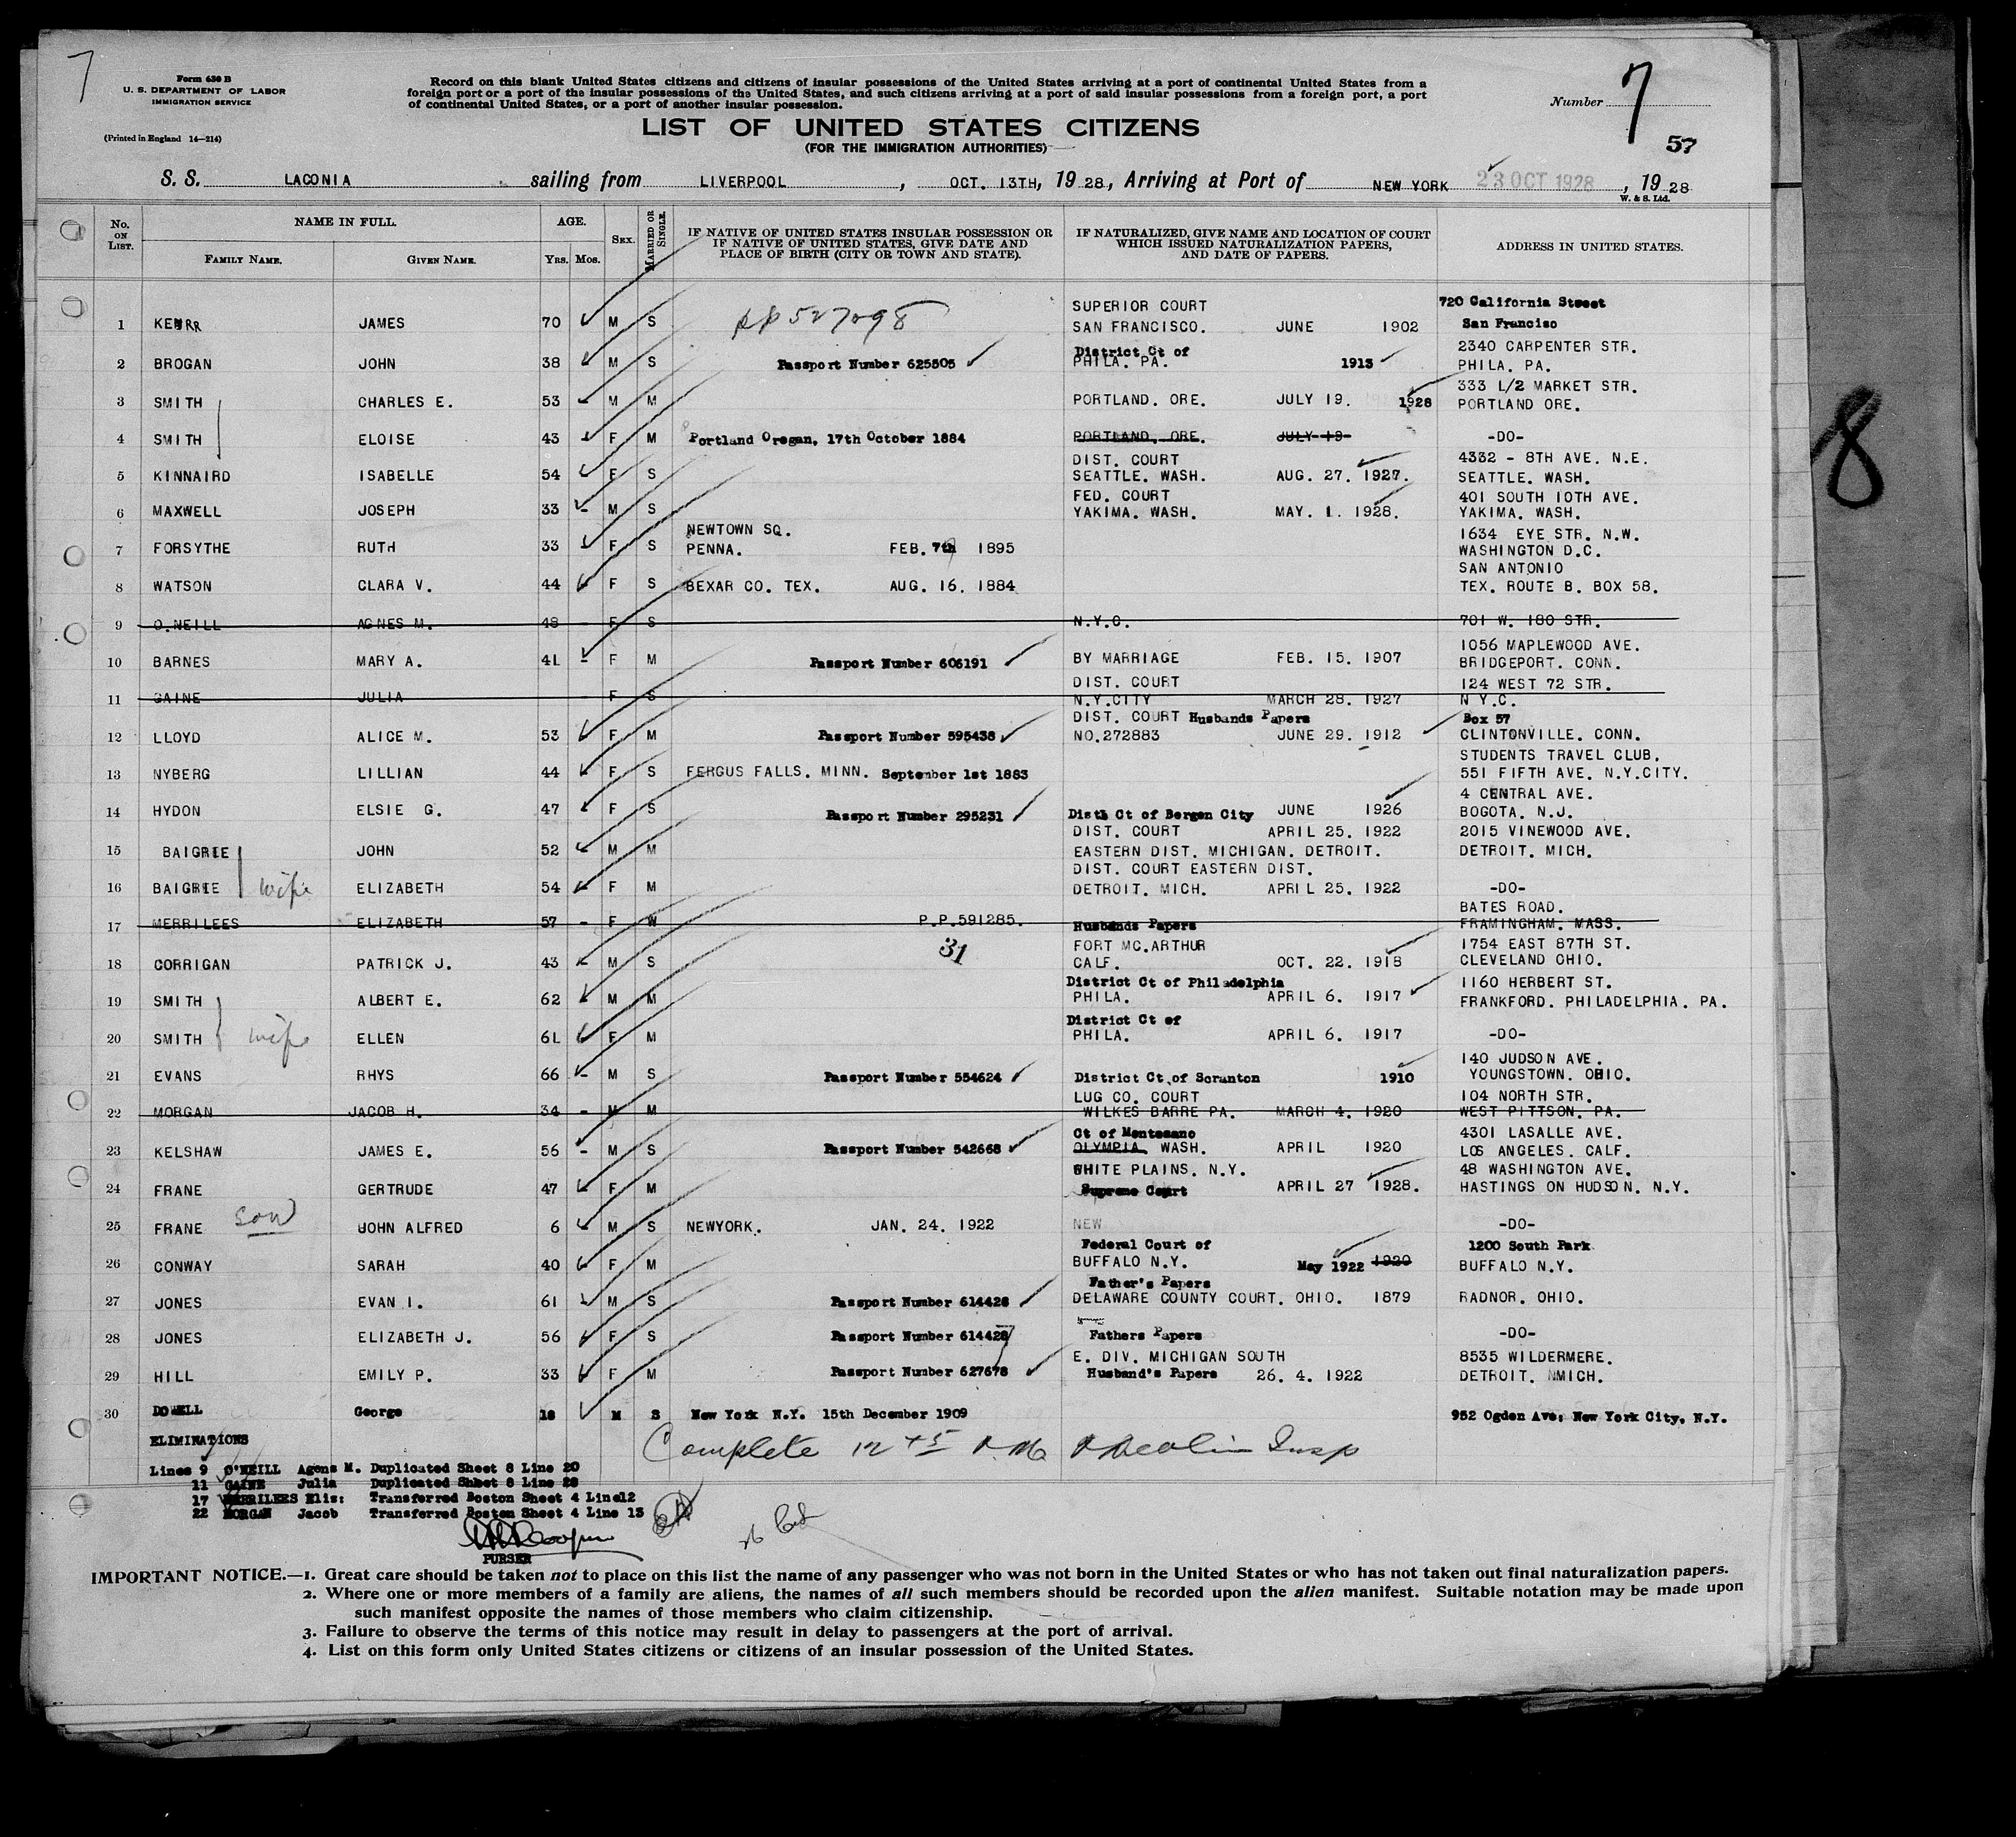 7
Form 630 B
U. S. DEPARTMENT OF LABOR
IMMIGRATION SERVICE
(Printed in England 14—214)
Record on this blank United States citizens and citizens of insular possessions of the United States arriving at a port of continental United States from a
foreign port or a port of the insular possessions of the United States, and such citizens arriving at a port of said insular possessions from a foreign port, a port
of continental United States, or a port of another insular possession.
Number 7
57
LIST OF UNITED STATES CITIZENS
(FOR THE IMMIGRATION AUTHORITIES)
S. S. LACONIA sailing from LIVERPOOL, OCT. 13TH, 1928, Arriving at Port of NEW YORK 23 OCT 1928, 1928
W. & S. Ltd.
No. ON LIST. NAME IN FULL. FAMILY NAME. GIVEN NAME. AGE. Yrs. Mos. SEX. MARRIED OR SINGLE. IF NATIVE OF UNITED STATES INSULAR POSSESSION OR IF NATIVE OF UNITED STATES, GIVE DATE AND PLACE OF BIRTH (CITY OR TOWN AND STATE). IF NATURALIZED, GIVE NAME AND LOCATION OF COURT WHICH ISSUED NATURALIZATION PAPERS, AND DATE OF PAPERS. ADDRESS IN UNITED STATES.
1 KERR JAMES 70 M S PP 527098 SUPERIOR COURT SAN FRANCISCO. JUNE 1902 720 California Street San Franciso
2 BROGAN JOHN 38 M S Passport Number 625505 District Ct of PHILA. PA. 1913 2340 CARPENTER STR. PHILA. PA.
3 SMITH CHARLES E. 53 - M M PORTLAND. ORE. JULY 19. 1928 333 1/2 MARKET STR. PORTLAND ORE.
4 SMITH ELOISE 43 - F M Portland Oregan, 17th October 1884 PORTLAND. ORE. JULY 19 -DO-
5 KINNAIRD ISABELLE 54 F S DIST. COURT SEATTLE. WASH. AUG. 27. 1927. 4332 - 8TH AVE. N.E. SEATTLE. WASH.
6 MAXWELL JOSEPH 33 - M S FED. COURT YAKIMA. WASH. MAY. 1. 1928. 401 SOUTH 10TH AVE. YAKIMA. WASH.
7 FORSYTHE RUTH 33 F S NEWTOWN SQ. PENNA. FEB. 7th 1895 1634 EYE STR. N.W. WASHINGTON D.C.
8 WATSON CLARA V. 44 F S BEXAR CO. TEX. AUG. 16. 1884 SAN ANTONIO TEX. ROUTE B. BOX 58.
9 O.NEILL AGNES M. 48 - F S N.Y.C. 701 W. 180 STR.
10 BARNES MARY A. 41 - F M Passport Number 606191 BY MARRIAGE FEB. 15. 1907 1056 MAPLEWOOD AVE. BRIDGEPORT. CONN.
11 GAINE JULIA - F S DIST. COURT N.Y.CITY MARCH 28. 1927 124 WEST 72 STR. N Y.C.
12 LLOYD ALICE M. 53 F M Passport Number 595438 DIST. COURT Husbands Papers NO.272883 JUNE 29. 1912 Box 57 CLINTONVILLE. CONN.
13 NYBERG LILLIAN 44 F S FERGUS FALLS. MINN. September 1st 1883 STUDENTS TRAVEL CLUB. 551 FIFTH AVE. N.Y.CITY.
14 HYDON ELSIE G. 47 F S Passport Number 295231 Dist. Ct of Bergen City JUNE 1926 4 CENTRAL AVE. BOGOTA. N.J.
15 BAIGRIE JOHN 52 M M DIST. COURT APRIL 25. 1922 EASTERN DIST. MICHIGAN. DETROIT. 2015 VINEWOOD AVE. DETROIT. MICH.
16 BAIGRIE wife ELIZABETH 54 F M DIST. COURT EASTERN DIST. DETROIT. MICH. APRIL 25. 1922 -DO-
17 MERRILEES ELIZABETH 57 - F W P.P.591285. Husbands Papers BATES ROAD. FRAMINGHAM. MASS.
31
18 CORRIGAN PATRICK J. 43 - M S FORT MC.ARTHUR CALF. OCT. 22. 1918 1754 EAST 87TH ST. CLEVELAND OHIO.
19 SMITH ALBERT E. 62 M M District Ct of Philadelphia PHILA. APRIL 6. 1917 1160 HERBERT ST. FRANKFORD. PHILADELPHIA. PA.
20 SMITH wife ELLEN 61 F M District Ct of PHILA. APRIL 6. 1917 -DO-
21 EVANS RHYS 66 - M S Passport Number 554624 District Ct of Scranton 1910 140 JUDSON AVE. YOUNGSTOWN. OHIO.
22 MORGAN JACOB H. 34 - M M LUG CO. COURT WILKES BARRE PA. MARCH 4. 1920 104 NORTH STR. WEST PITTSON. PA.
23 KELSHAW JAMES E. 56 - M S Passport Number 542668 Ct of Montesano OLYMPIA WASH. APRIL 1920 4301 LASALLE AVE. LOS ANGELES. CALF.
24 FRANE GERTRUDE 47 F M WHITE PLAINS. N.Y. Supreme Court APRIL 27 1928. 48 WASHINGTON AVE. HASTINGS ON HUDSON. N.Y.
25 FRANE son JOHN ALFRED 6 M S NEWYORK. JAN. 24. 1922 NEW -DO-
26 CONWAY SARAH 40 F M Federal Court of BUFFALO N.Y. May 1922 1920 1200 South Park BUFFALO N.Y.
27 JONES EVAN I. 61 M S Passport Number 614428 Father's Papers DELAWARE COUNTY COURT. OHIO. 1879 RADNOR. OHIO.
28 JONES ELIZABETH J. 56 F S Passport Number 614428 Fathers Papers -DO-
29 HILL EMILY P. 33 F M Passport Number 627678 E. DIV. MICHIGAN SOUTH Husband's Papers 26. 4. 1922 8535 WILDERMERE. DETROIT. MICH.
30 DOWELL George 18 M S New York N.Y. 15th December 1909 952 Ogden Ave: New York City, N.Y.
ELIMINATIONS
Complete 12 + 5
Lines 9 O'NEILL Agens M. Duplicated Sheet 8 Line 20
11 GAINE Julia Duplicated Sheet 8 Line 28
17 MERRILEES Elis: Transferred Boston Sheet 4 Line12
22 MORGAN Jacob Transferred Boston Sheet 4 Line 13
PURSER
IMPORTANT NOTICE.—1. Great care should be taken not to place on this list the name of any passenger who was not born in the United States or who has not taken out final naturalization papers.
2. Where one or more members of a family are aliens, the names of all such members should be recorded upon the alien manifest. Suitable notation may be made upon
such manifest opposite the names of those members who claim citizenship.
3. Failure to observe the terms of this notice may result in delay to passengers at the port of arrival.
4. List on this form only United States citizens or citizens of an insular possession of the United States.
8